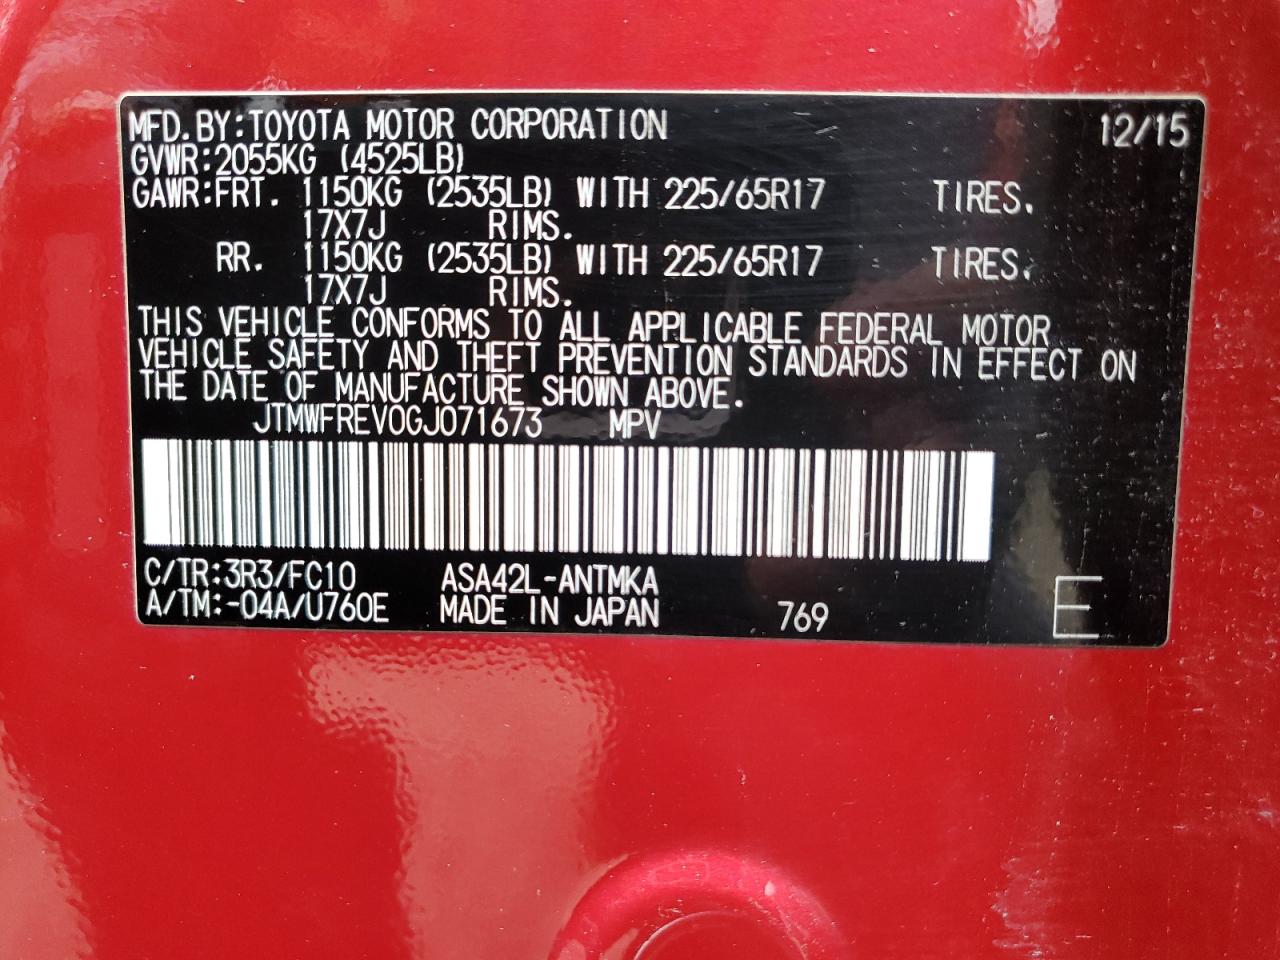 MFD.BY:TOYOTA MOTOR CORPORATION 12/15
GVWR:2055KG (4525LB)
GAWR:FRT. 1150KG (2535LB) WITH 225/65R17 TIRES.
17X7J RIMS.
RR. 1150KG (2535LB) WITH 225/65R17 TIRES.
17X7J RIMS.
THIS VEHICLE CONFORMS TO ALL APPLICABLE FEDERAL MOTOR
VEHICLE SAFETY AND THEFT PREVENTION STANDARDS IN EFFECT ON
THE DATE OF MANUFACTURE SHOWN ABOVE.
JTMWFREV0GJ071673 MPV
C/TR:3R3/FC10 ASA42L-ANTMKA
A/TM:-04A/U760E MADE IN JAPAN 769 E